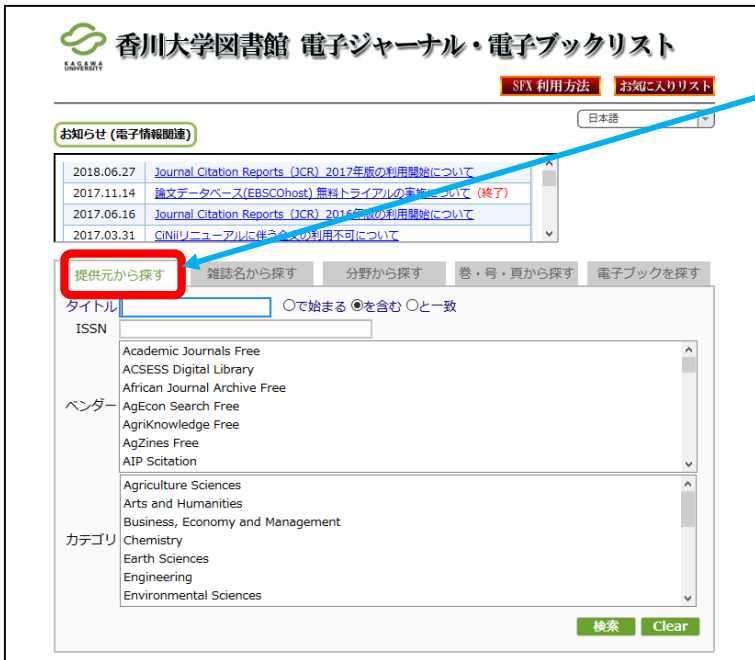 香川大学図書館 電子ジャーナル・電子ブックリスト
KAGAWA
UNIVERSITY
SFX 利用方法 お気に入りリスト
日本語
お知らせ (電子情報関連)
2018.06.27 Journal Citation Reports（JCR）2017年版の利用開始について
2017.11.14 論文データベース(EBSCOhost) 無料トライアルの実施について（終了）
2017.06.16 Journal Citation Reports（JCR）2016年版の利用開始について
2017.03.31 CiNiiリニューアルに伴う全文の利用不可について
提供元から探す 雑誌名から探す 分野から探す 巻・号・頁から探す 電子ブックを探す
タイトル で始まる を含む と一致
ISSN
ベンダー
Academic Journals Free
ACSESS Digital Library
African Journal Archive Free
AgEcon Search Free
AgriKnowledge Free
AgZines Free
AIP Scitation
カテゴリ
Agriculture Sciences
Arts and Humanities
Business, Economy and Management
Chemistry
Earth Sciences
Engineering
Environmental Sciences
検索 Clear